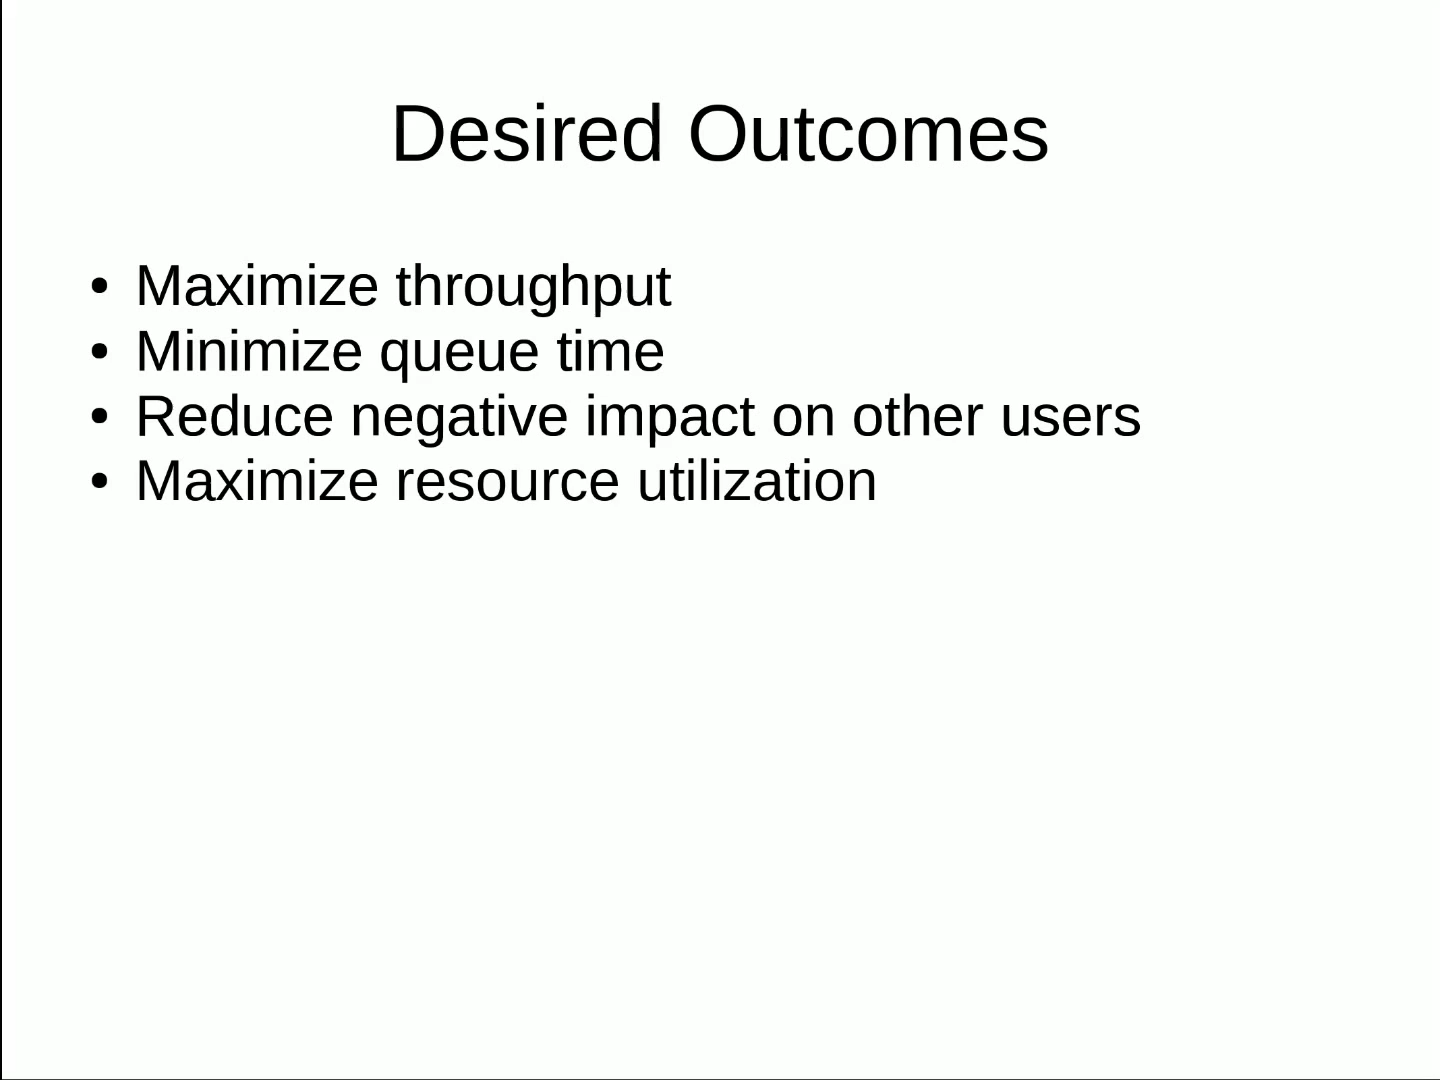 Desired Outcomes
• Maximize throughput
• Minimize queue time
• Reduce negative impact on other users
• Maximize resource utilization